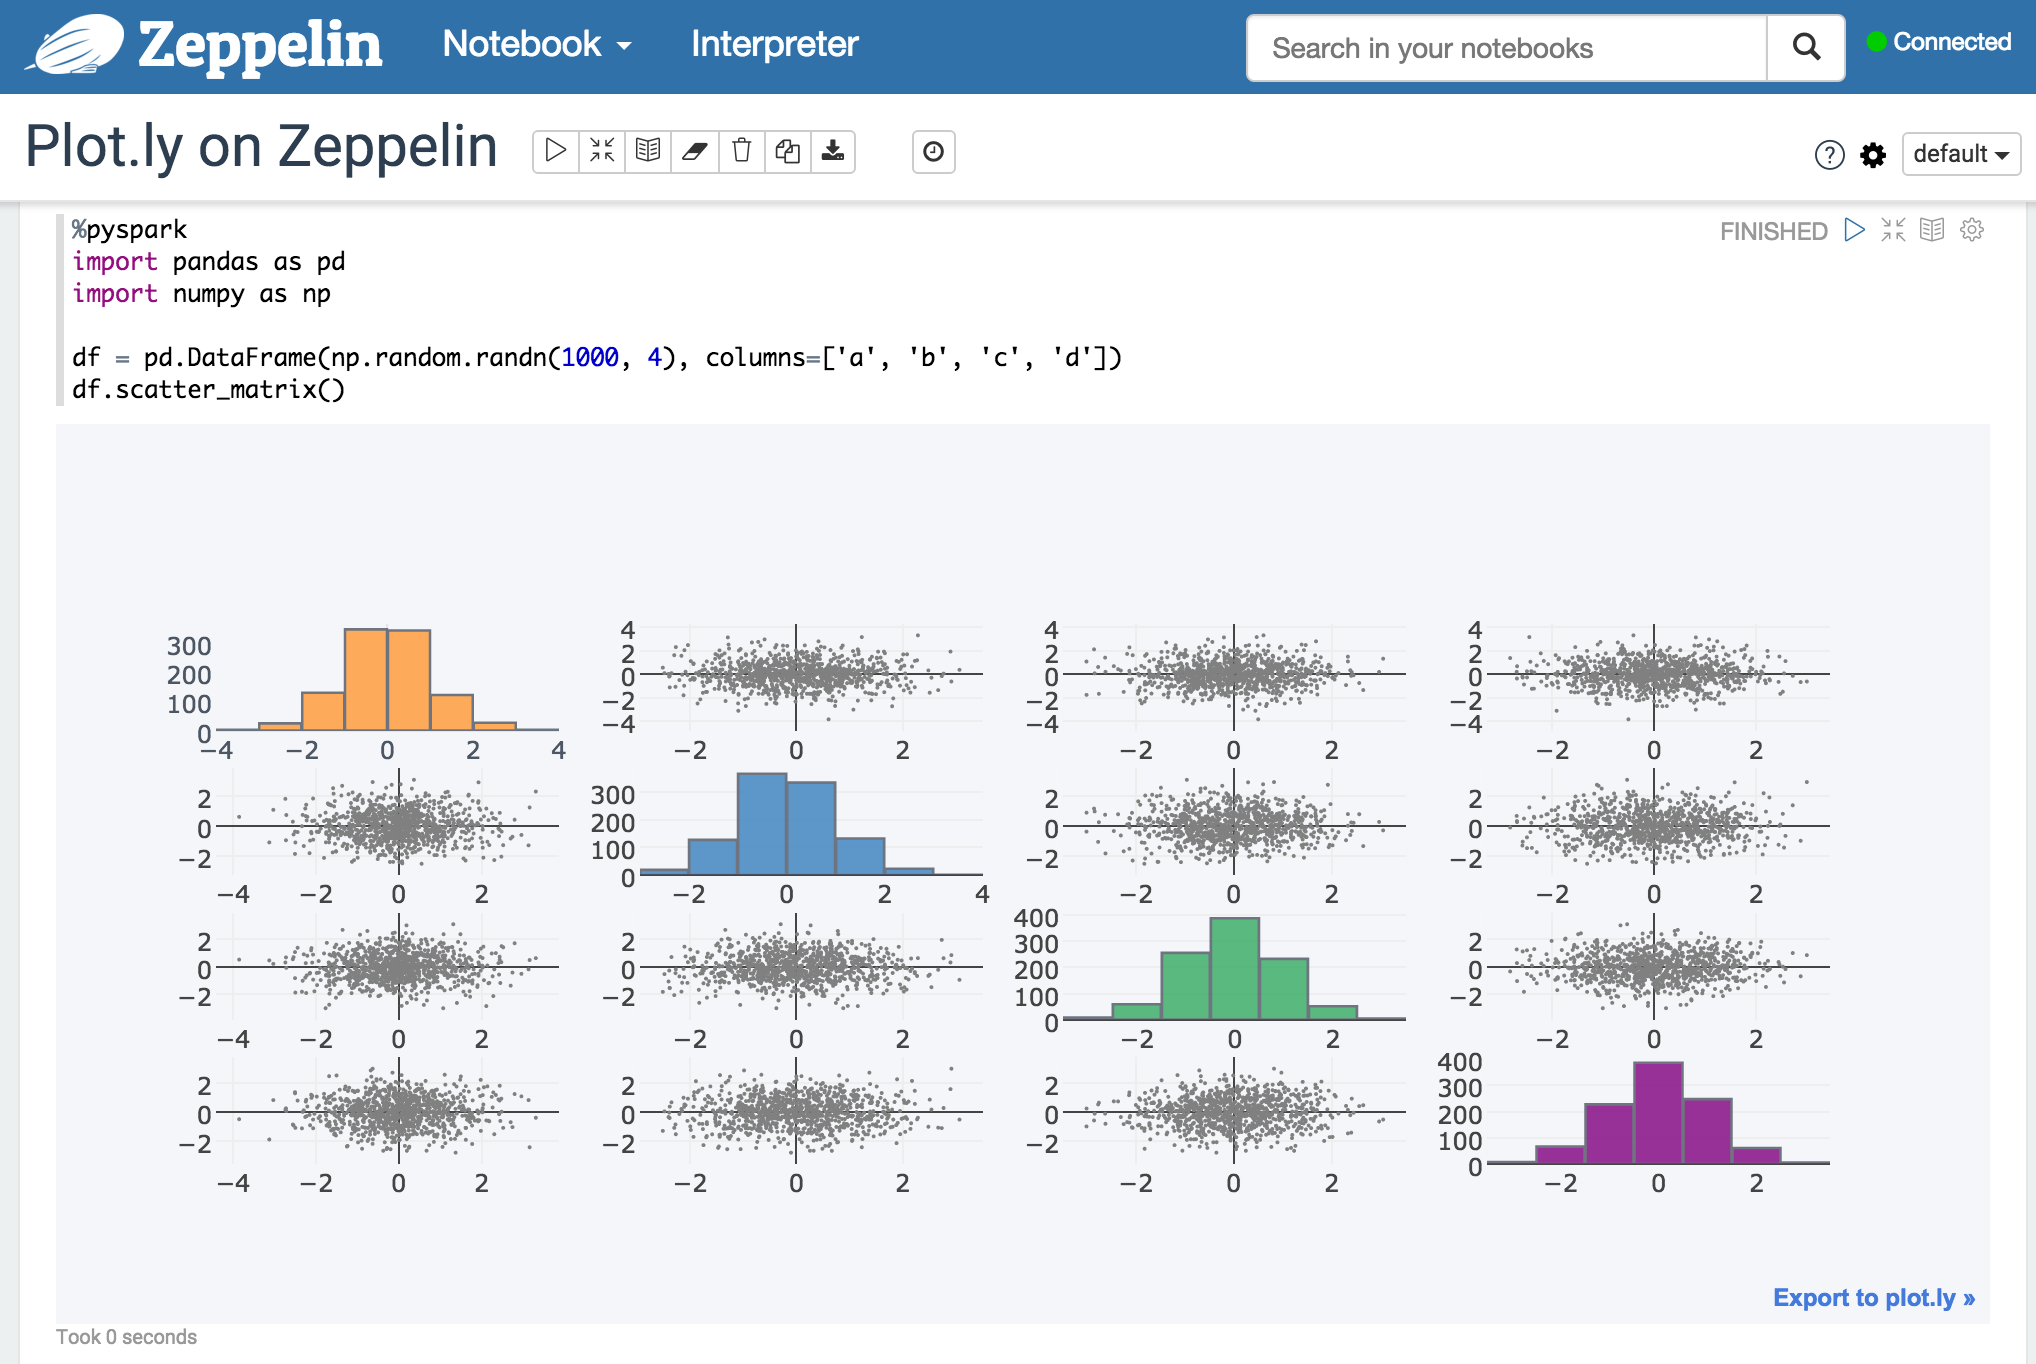 Zeppelin Notebook Interpreter Search in your notebooks Connected
Plot.ly on Zeppelin ? default
%pyspark FINISHED
import pandas as pd
import numpy as np
df = pd.DataFrame(np.random.randn(1000, 4), columns=['a', 'b', 'c', 'd'])
df.scatter_matrix()
300
200
100
0
−4 −2 0 2 4
4
2
0
−2
−4
−2 0 2
4
2
0
−2
−4
−2 0 2
4
2
0
−2
−4
−2 0 2
2
0
−2
−4 −2 0 2
300
200
100
0
−2 0 2 4
2
0
−2
−2 0 2
2
0
−2
−2 0 2
2
0
−2
−4 −2 0 2
2
0
−2
−2 0 2
400
300
200
100
0
−2 0 2
2
0
−2
−2 0 2
2
0
−2
−4 −2 0 2
2
0
−2
−2 0 2
2
0
−2
−2 0 2
400
300
200
100
0
−2 0 2
Export to plot.ly »
Took 0 seconds